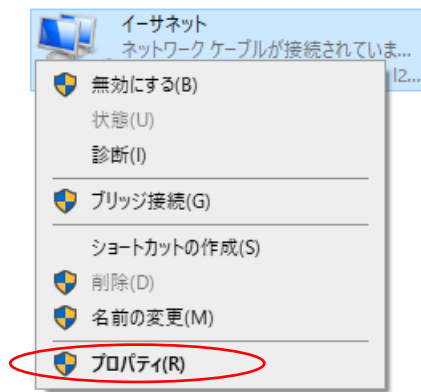 イーサネット
ネットワーク ケーブルが接続されていま...
I2...
無効にする(B)
状態(U)
診断(I)
ブリッジ接続(G)
ショートカットの作成(S)
削除(D)
名前の変更(M)
プロパティ(R)